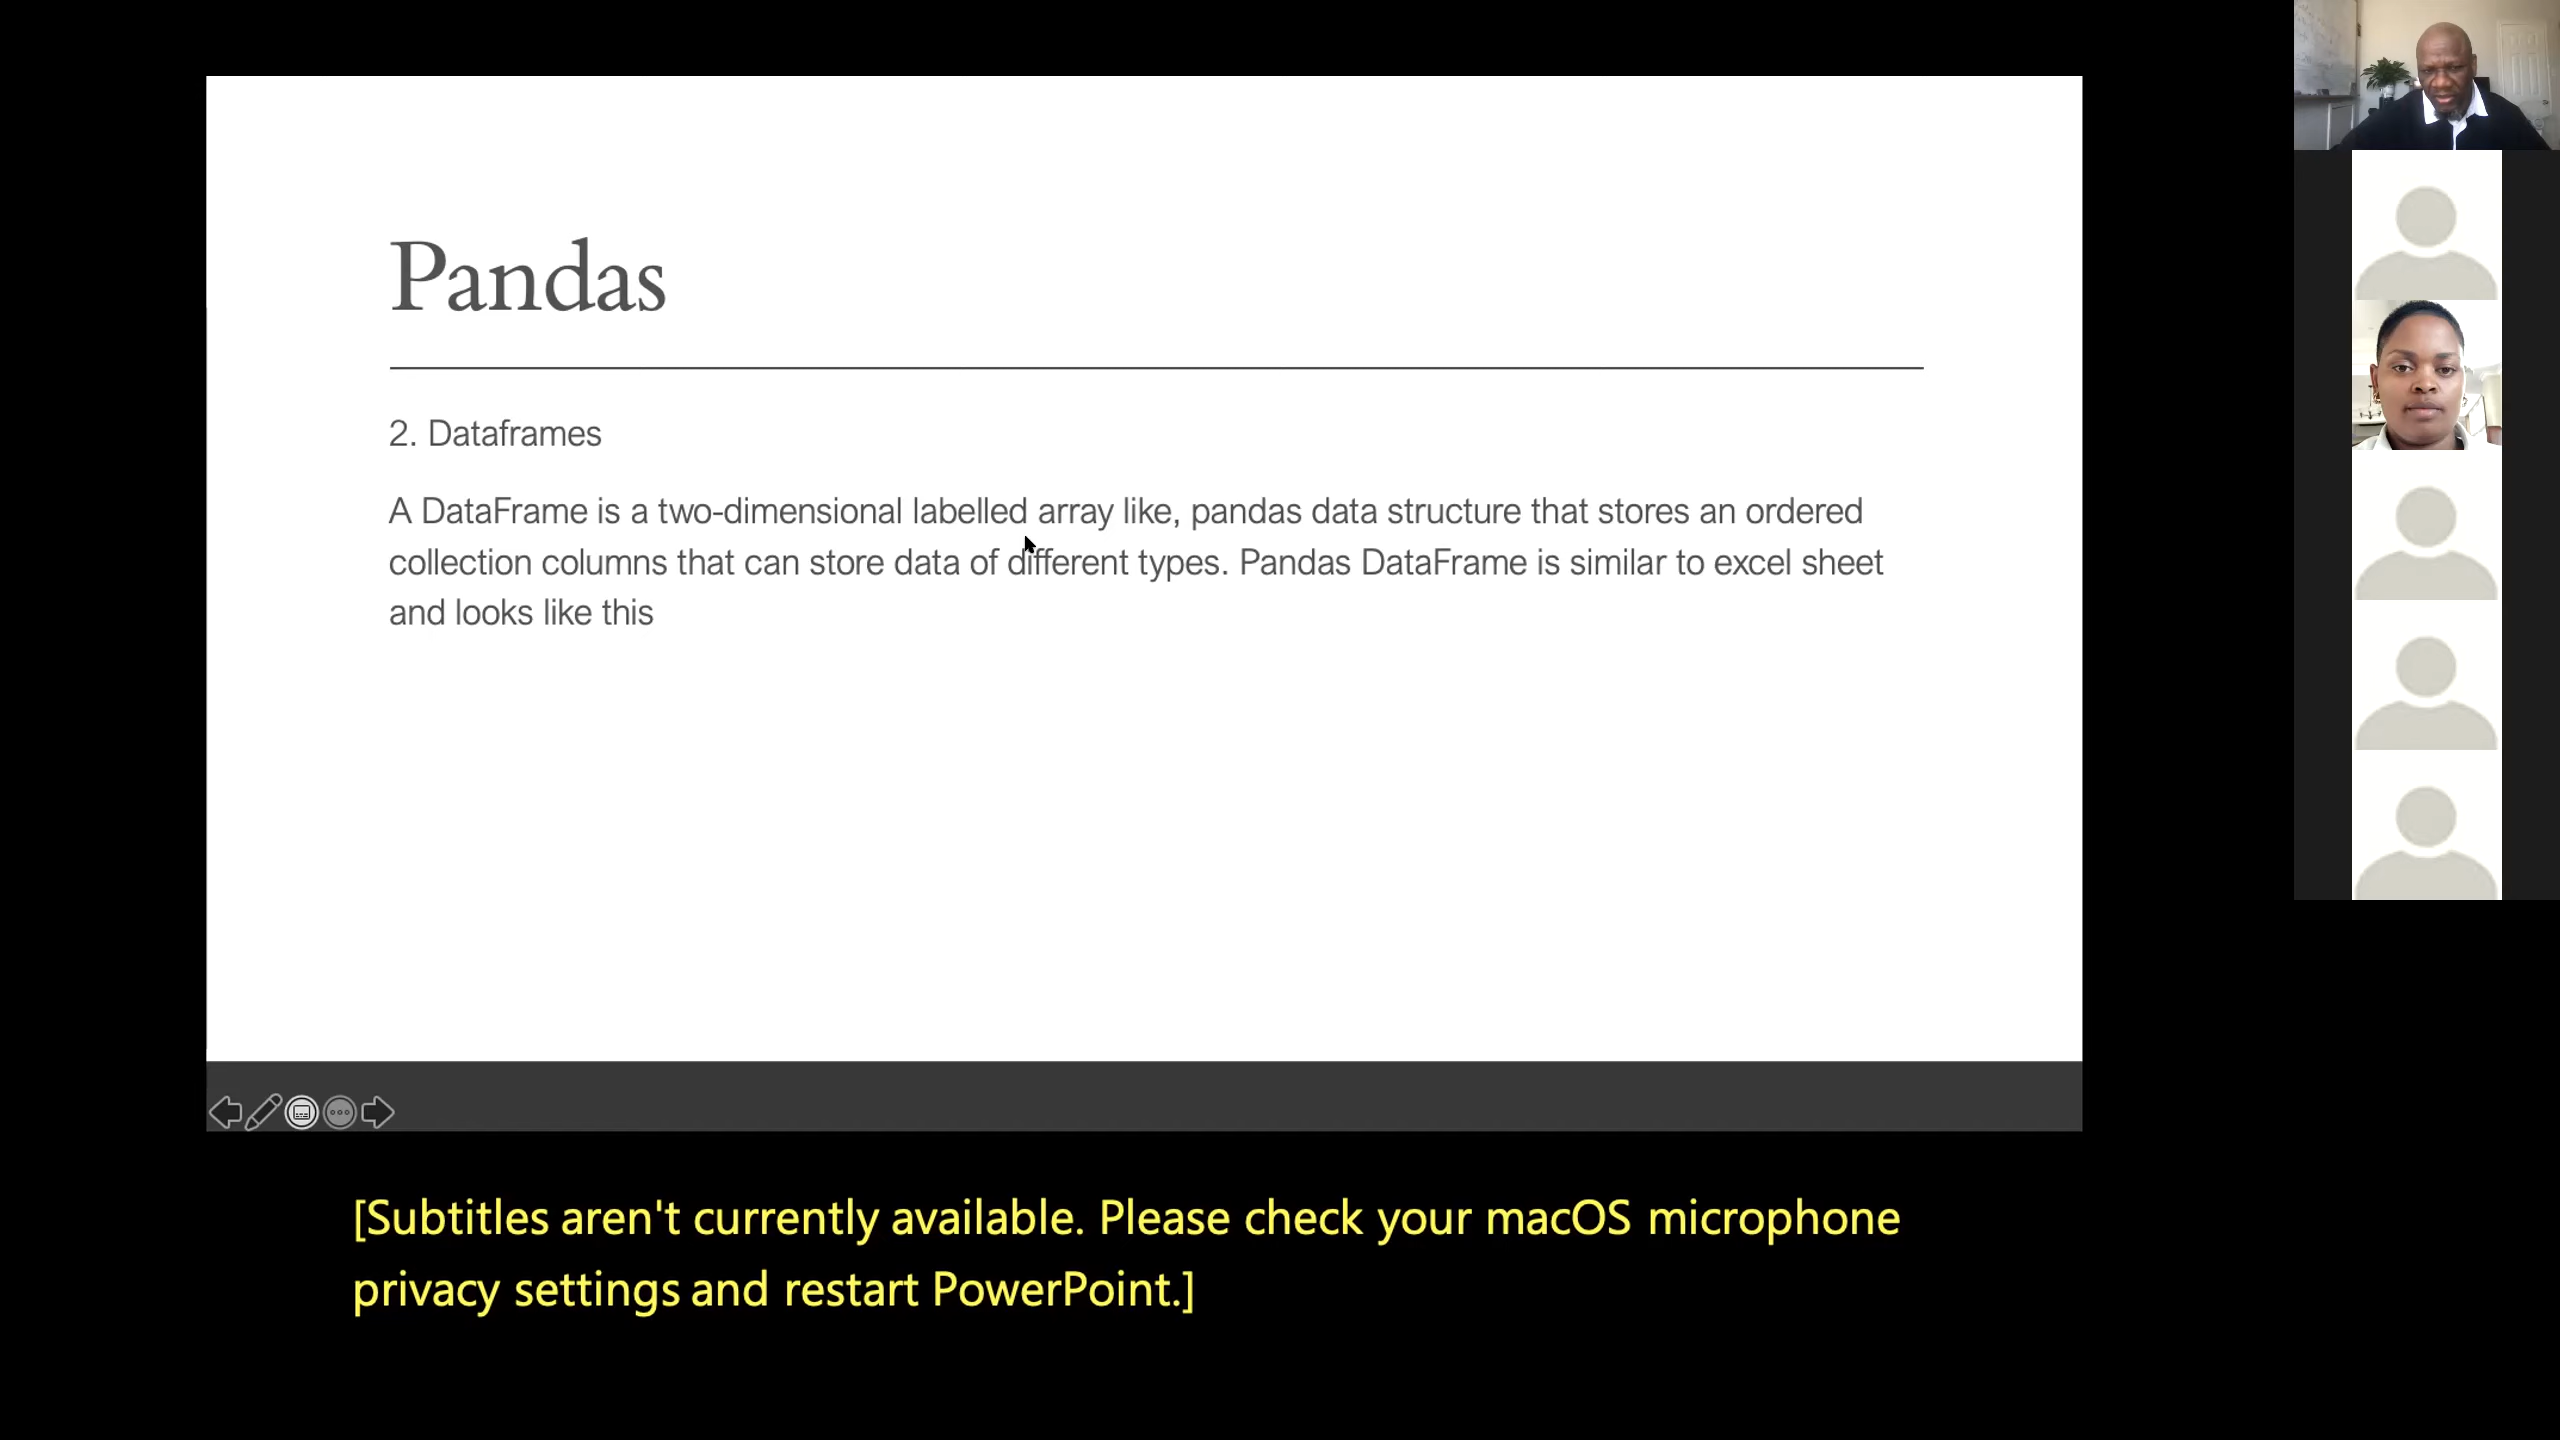 Pandas
2. Dataframes
A DataFrame is a two-dimensional labelled array like, pandas data structure that stores an ordered
collection columns that can store data of different types. Pandas DataFrame is similar to excel sheet
and looks like this
[Subtitles aren't currently available. Please check your macOS microphone
privacy settings and restart PowerPoint.]